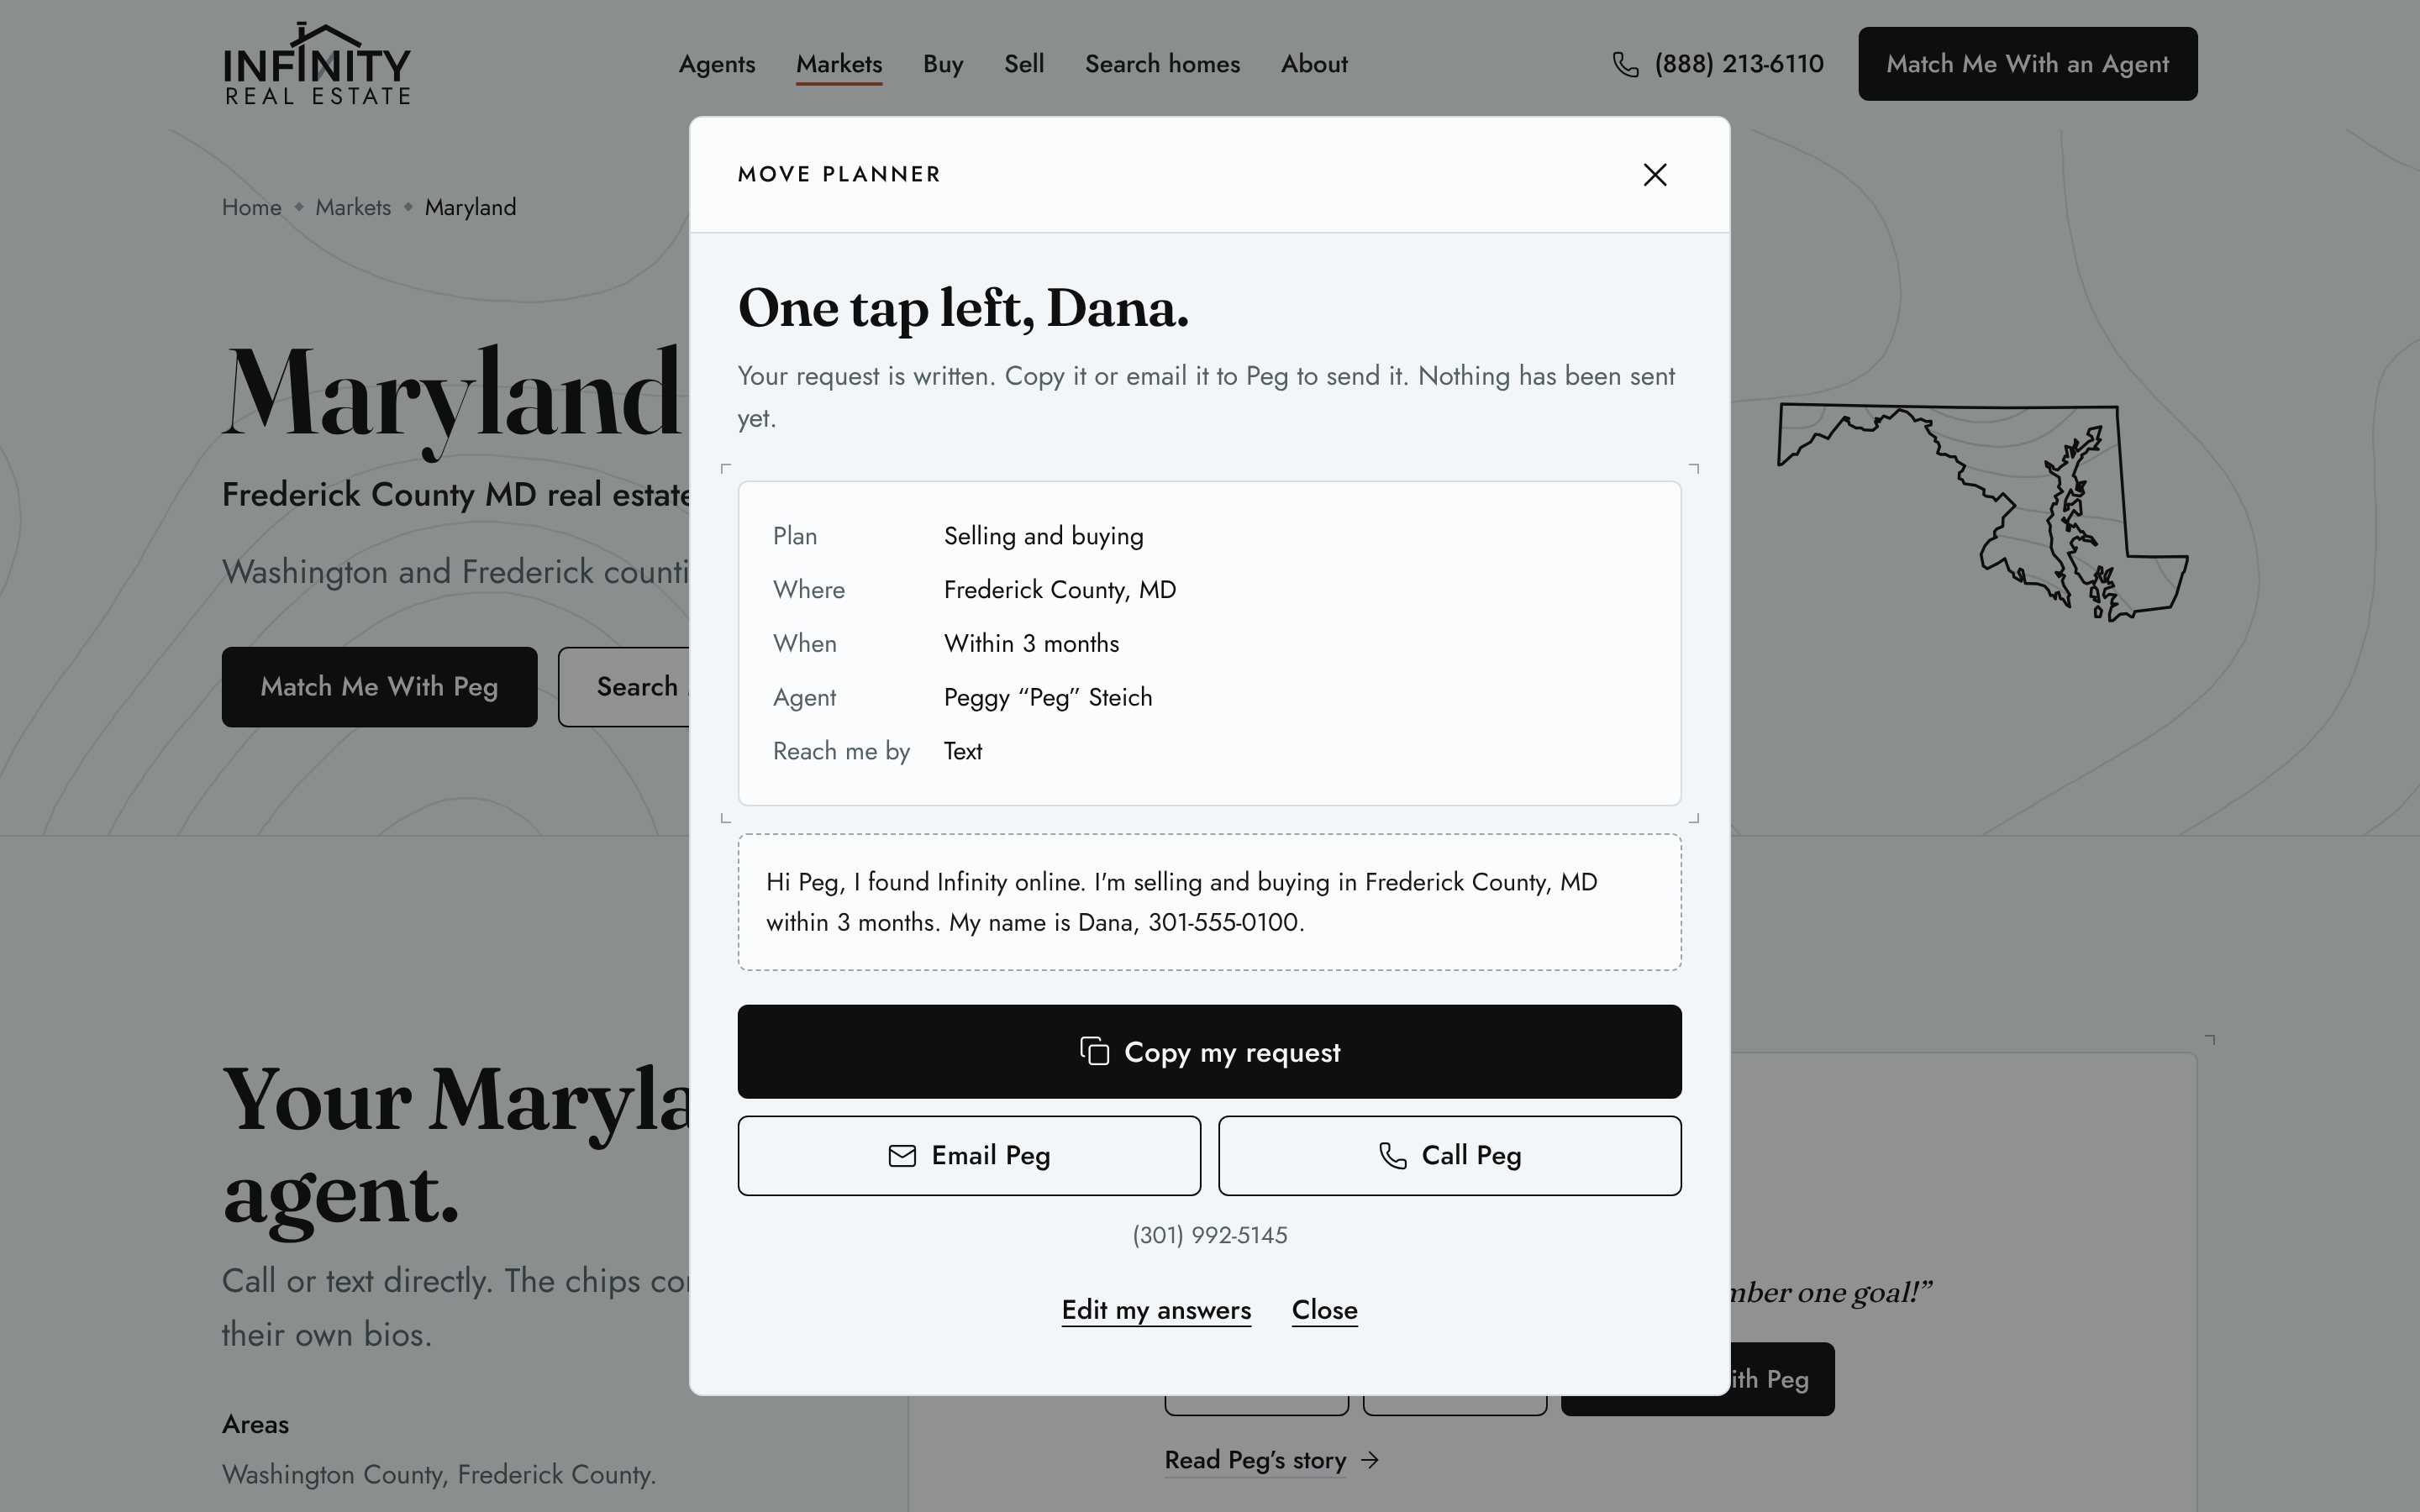 INFINITY
REAL ESTATE
Agents Markets Buy Sell Search homes About
(888) 213-6110
Match Me With an Agent
Home Markets Maryland
Maryland
Frederick County MD real estate
Washington and Frederick
Match Me With Peg
Search
MOVE PLANNER
One tap left, Dana.
Your request is written. Copy it or email it to Peg to send it. Nothing has been sent
yet.
Plan Selling and buying
Where Frederick County, MD
When Within 3 months
Agent Peggy “Peg” Steich
Reach me by Text
Hi Peg, I found Infinity online. I'm selling and buying in Frederick County, MD
within 3 months. My name is Dana, 301-555-0100.
Copy my request
Email Peg
Call Peg
(301) 992-5145
Edit my answers Close
Your
agent.
Call or text directly. The chips
their own bios.
Areas
Washington County, Frederick County.
one goal!”
Peg
Read Peg’s story